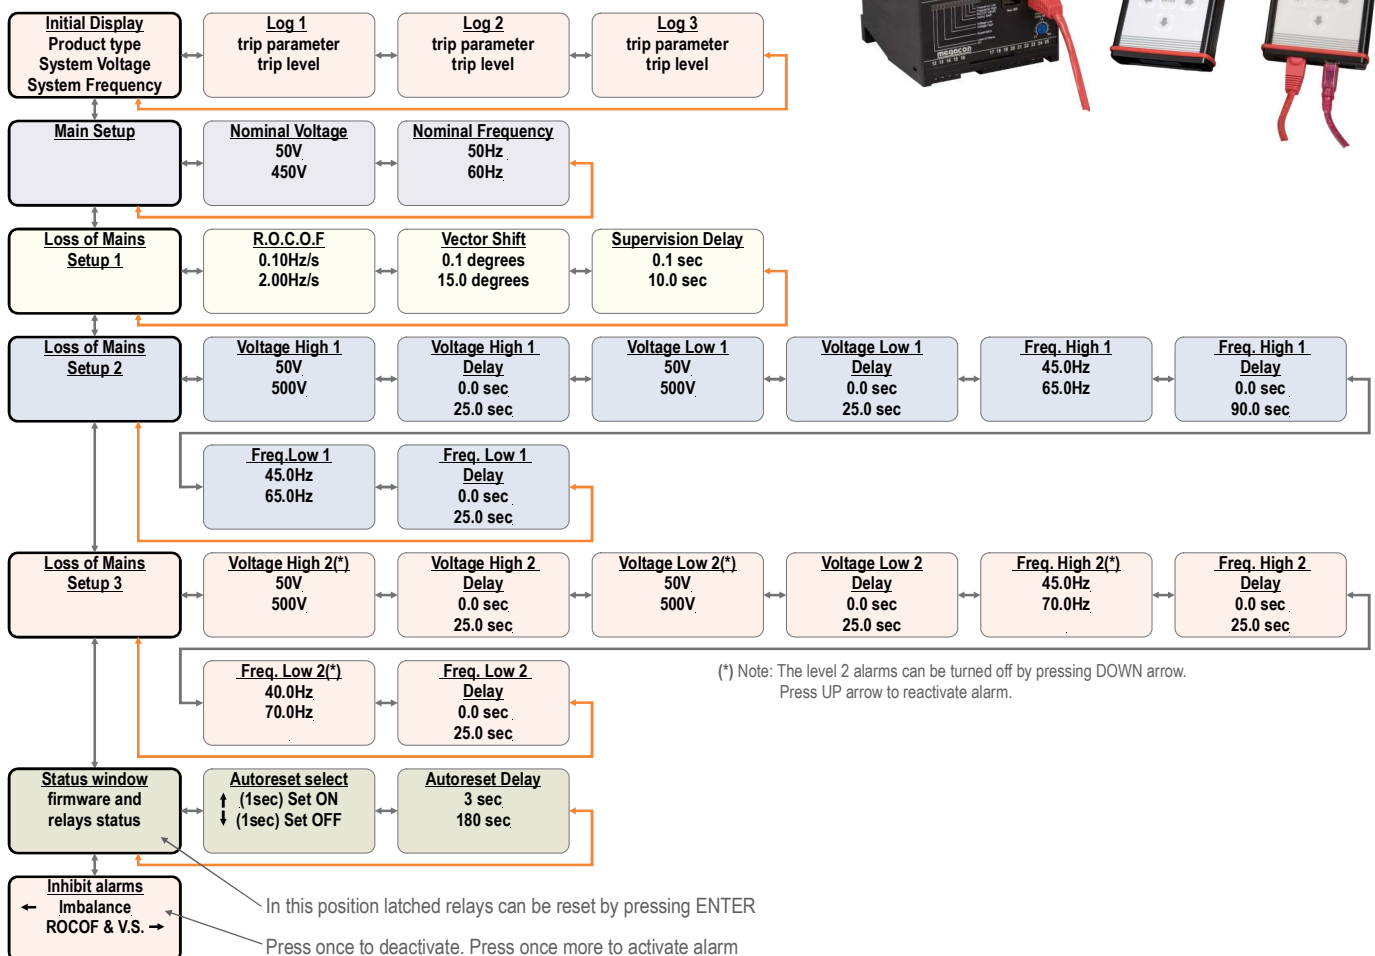 Initial Display
Product type
System Voltage
System Frequency
Log 1
trip parameter
trip level
Log 2
trip parameter
trip level
Log 3
trip parameter
trip level
megacon
Main Setup
Nominal Voltage
50V
450V
Nominal Frequency
50Hz
60Hz
Loss of Mains
Setup 1
R.O.C.O.F
0.10Hz/s
2.00Hz/s
Vector Shift
0.1 degrees
15.0 degrees
Supervision Delay
0.1 sec
10.0 sec
Loss of Mains
Setup 2
Voltage High 1
50V
500V
Voltage High 1
Delay
0.0 sec
25.0 sec
Voltage Low 1
50V
500V
Voltage Low 1
Delay
0.0 sec
25.0 sec
Freq. High 1
45.0Hz
65.0Hz
Freq. High 1
Delay
0.0 sec
90.0 sec
Freq.Low 1
45.0Hz
65.0Hz
Freq. Low 1
Delay
0.0 sec
25.0 sec
Loss of Mains
Setup 3
Voltage High 2(*)
50V
500V
Voltage High 2
Delay
0.0 sec
25.0 sec
Voltage Low 2(*)
50V
500V
Voltage Low 2
Delay
0.0 sec
25.0 sec
Freq. High 2(*)
45.0Hz
70.0Hz
Freq. High 2
Delay
0.0 sec
25.0 sec
Freq. Low 2(*)
40.0Hz
70.0Hz
Freq. Low 2
Delay
0.0 sec
25.0 sec
(*) Note: The level 2 alarms can be turned off by pressing DOWN arrow.
Press UP arrow to reactivate alarm.
Status window
firmware and
relays status
Autoreset select
↑ (1sec) Set ON
↓ (1sec) Set OFF
Autoreset Delay
3 sec
180 sec
Inhibit alarms
← Imbalance
ROCOF & V.S. →
In this position latched relays can be reset by pressing ENTER
Press once to deactivate. Press once more to activate alarm